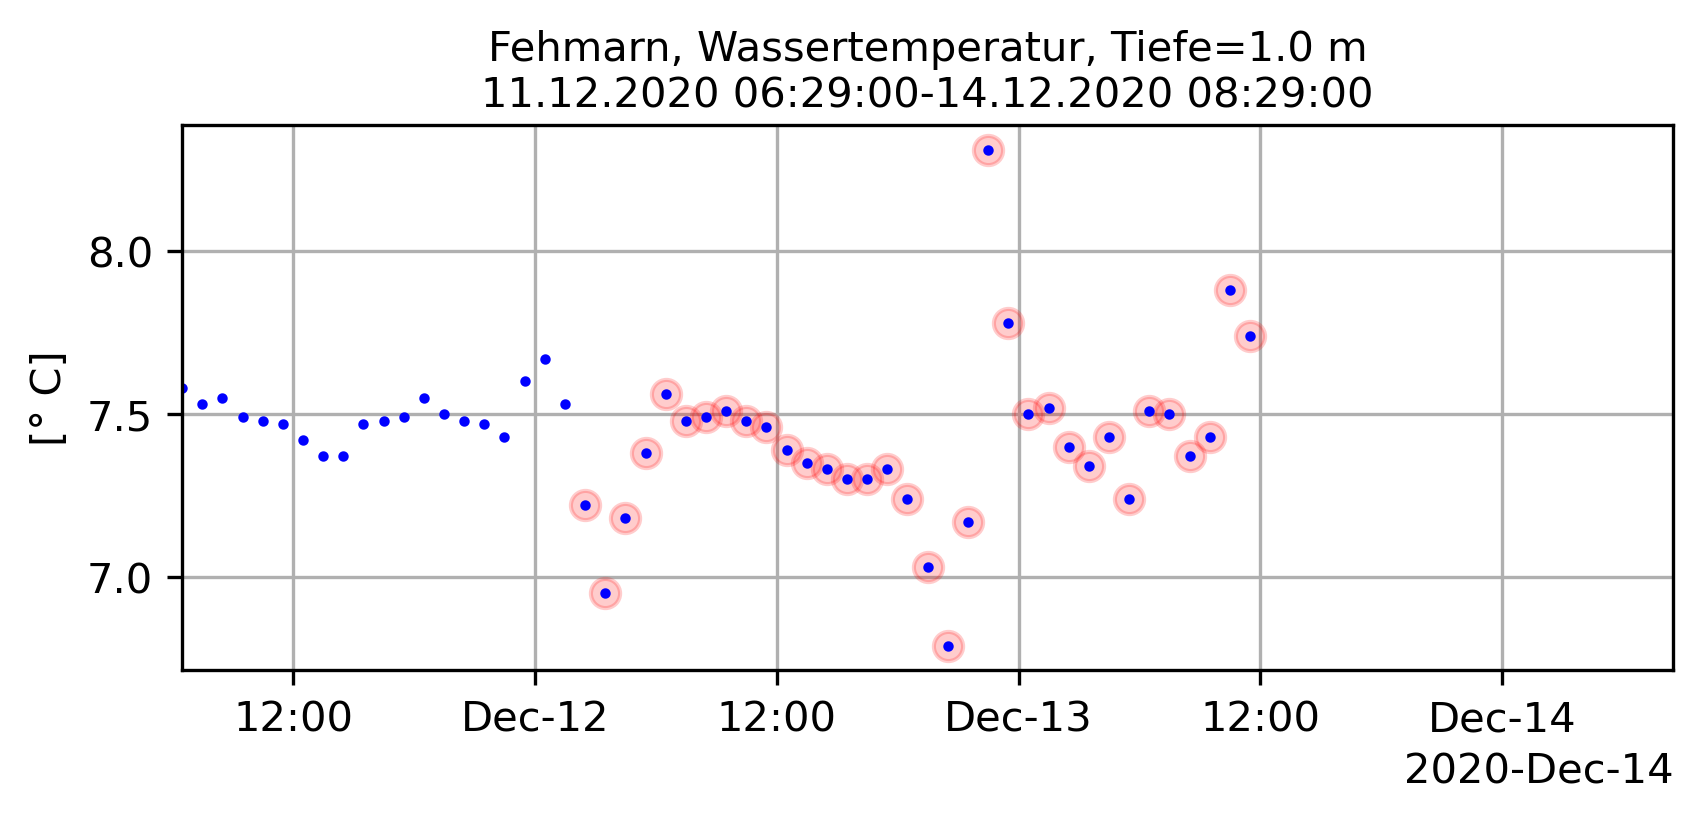 Fehmarn, Wassertemperatur, Tiefe=1.0 m
11.12.2020 06:29:00-14.12.2020 08:29:00
[° C]
8.0
7.5
7.0
12:00 Dec-12 12:00 Dec-13 12:00 Dec-14
2020-Dec-14